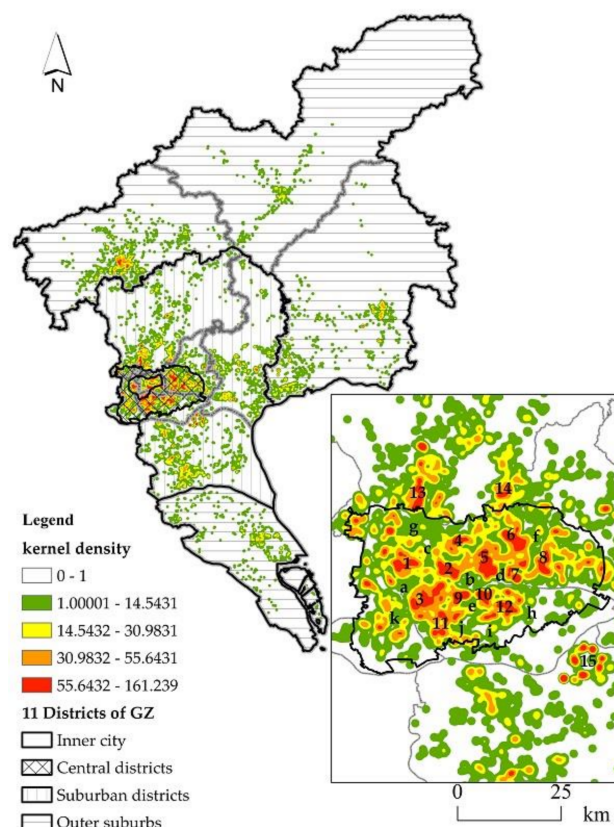 N
Legend
kernel density
0 - 1
1.00001 - 14.5431
14.5432 - 30.9831
30.9832 - 55.6431
55.6432 - 161.239
11 Districts of GZ
Inner city
Central districts
Suburban districts
Outer suburbs
13
14
g
4
6
f
c
1
2
5
8
b
d
7
a
3
9
10
e
12
h
k
11
j
i
15
0
25
km